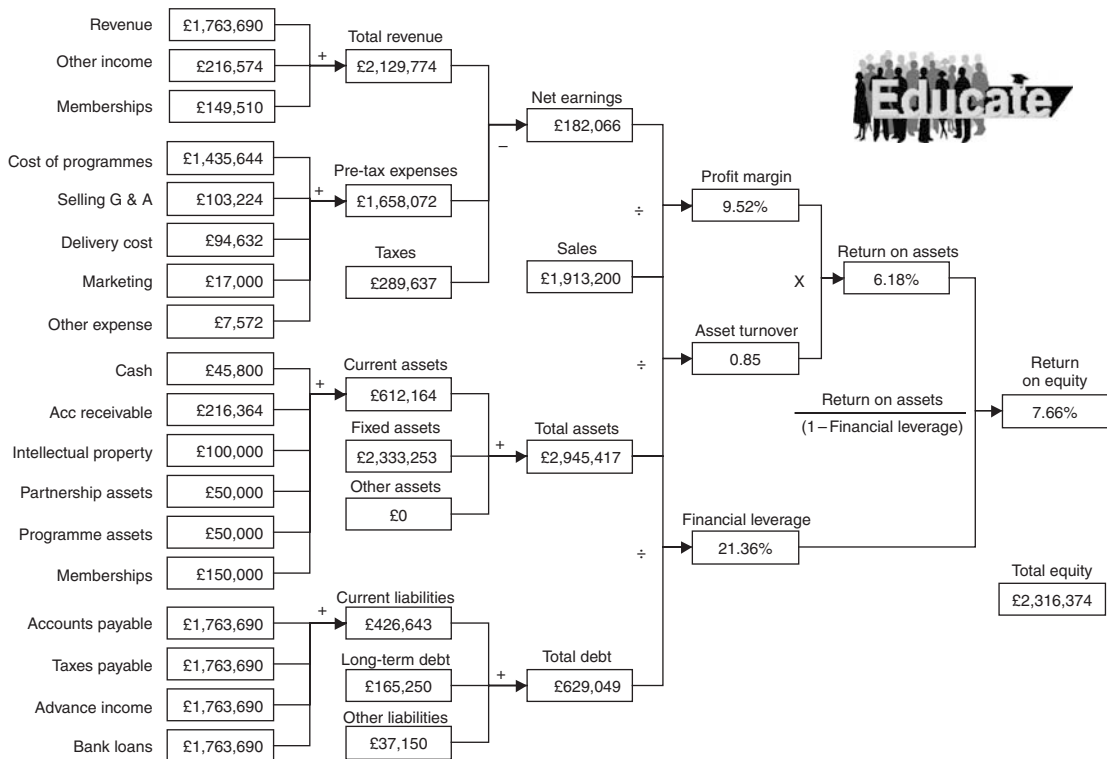 Revenue
£1,763,690
Other income
£216,574
Memberships
£149,510
+
Total revenue
£2,129,774
Cost of programmes
£1,435,644
Selling G & A
£103,224
Delivery cost
£94,632
Marketing
£17,000
Other expense
£7,572
+
Pre-tax expenses
£1,658,072
Taxes
£289,637
–
Net earnings
£182,066
Sales
£1,913,200
÷
Profit margin
9.52%
Cash
£45,800
Acc receivable
£216,364
Intellectual property
£100,000
Partnership assets
£50,000
Programme assets
£50,000
Memberships
£150,000
+
Current assets
£612,164
Fixed assets
£2,333,253
Other assets
£0
+
Total assets
£2,945,417
÷
Asset turnover
0.85
X
Return on assets
6.18%
Accounts payable
£1,763,690
Taxes payable
£1,763,690
Advance income
£1,763,690
Bank loans
£1,763,690
+
Current liabilities
£426,643
Long-term debt
£165,250
Other liabilities
£37,150
+
Total debt
£629,049
÷
Financial leverage
21.36%
Return on assets
(1–Financial leverage)
Return
on equity
7.66%
Total equity
£2,316,374
Educate